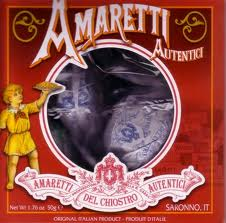 AMARETTI
AUTENTICI
AMARETTI
DEL CHIOSTRO
AUTENTICI
Net Wt 1.76 oz 50g e
SARONNO, IT
ORIGINAL ITALIAN PRODUCT - PRODUIT D'ITALIE